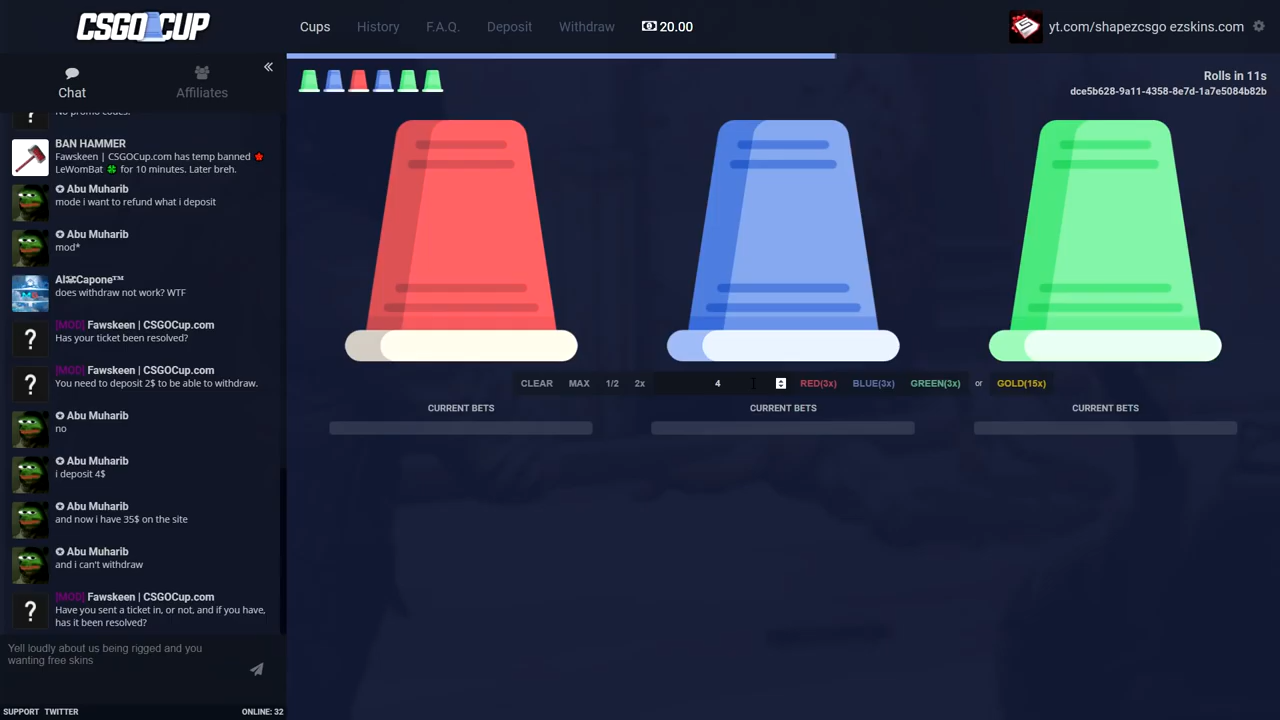 CSGO CUP
Cups
History
F.A.Q.
Deposit
Withdraw
20.00
yt.com/shapezcsgo ezskins.com
Chat
Affiliates
Rolls in 11s
dce5b628-9a11-4358-8e7d-1a7e5084b82b
No promo codes.
BAN HAMMER
Fawskeen | CSGOCup.com has temp banned
LeWomBat 🍀 for 10 minutes. Later breh.
✪ Abu Muharib
mode i want to refund what i deposit
✪ Abu Muharib
mod*
Al☠Capone™
does withdraw not work? WTF
[MOD] Fawskeen | CSGOCup.com
Has your ticket been resolved?
[MOD] Fawskeen | CSGOCup.com
You need to deposit 2$ to be able to withdraw.
✪ Abu Muharib
no
✪ Abu Muharib
i deposit 4$
✪ Abu Muharib
and now i have 35$ on the site
✪ Abu Muharib
and i can't withdraw
[MOD] Fawskeen | CSGOCup.com
Have you sent a ticket in, or not, and if you have,
has it been resolved?
Yell loudly about us being rigged and you
wanting free skins
SUPPORT TWITTER
ONLINE: 32
CLEAR MAX 1/2 2x 4 RED(3x) BLUE(3x) GREEN(3x) or GOLD(15x)
CURRENT BETS
CURRENT BETS
CURRENT BETS